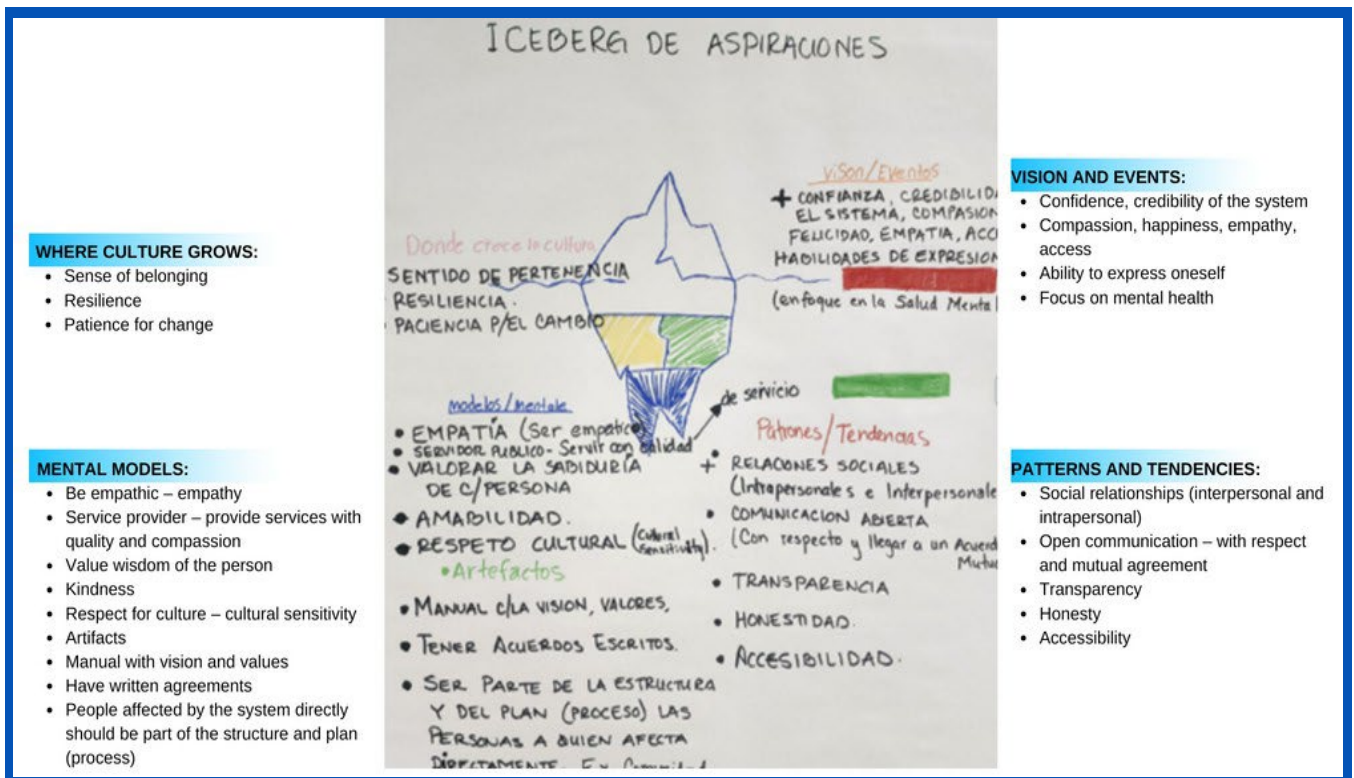 ICEBERG DE ASPIRACIONES
WHERE CULTURE GROWS:
• Sense of belonging
• Resilience
• Patience for change
MENTAL MODELS:
• Be empathic – empathy
• Service provider – provide services with
quality and compassion
• Value wisdom of the person
• Kindness
• Respect for culture – cultural sensitivity
• Artifacts
• Manual with vision and values
• Have written agreements
• People affected by the system directly
should be part of the structure and plan
(process)
Donde crece la cultura
SENTIDO DE PERTENENCIA
RESILIENCIA.
PACIENCIA P/EL CAMBIO
modelos/mentale
• EMPATÍA (Ser empatico)
• SERVIDOR PUBLICO - Servir con calidad
de servicio
• VALORAR LA SABIDURÍA
DE C/PERSONA
• AMABILIDAD.
• RESPETO CULTURAL (Cultural
Sensitivity).
• Artefactos
• MANUAL C/LA VISION, VALORES,
• TENER ACUERDOS ESCRITOS.
• SER PARTE DE LA ESTRUCTURA
Y DEL PLAN (PROCESO) LAS
PERSONAS A QUIEN AFECTA
DIRECTAMENTE. Ex Comunidad
Vison/Eventos
+ CONFIANZA, CREDIBILIDA
EL SISTEMA, COMPASION
FELICIDAD, EMPATIA, ACC
HABILIDADES DE EXPRESION
(enfoque en la Salud Mental
Patrones/Tendencias
+ RELACIONES SOCIALES
(Intrapersonales e Interpersonale
• COMUNICACION ABIERTA
(Con respecto y llegar a un Acuerd
Mutuo
• TRANSPARENCIA
• HONESTIDAD.
• ACCESIBILIDAD.
VISION AND EVENTS:
• Confidence, credibility of the system
• Compassion, happiness, empathy,
access
• Ability to express oneself
• Focus on mental health
PATTERNS AND TENDENCIES:
• Social relationships (interpersonal and
intrapersonal)
• Open communication – with respect
and mutual agreement
• Transparency
• Honesty
• Accessibility